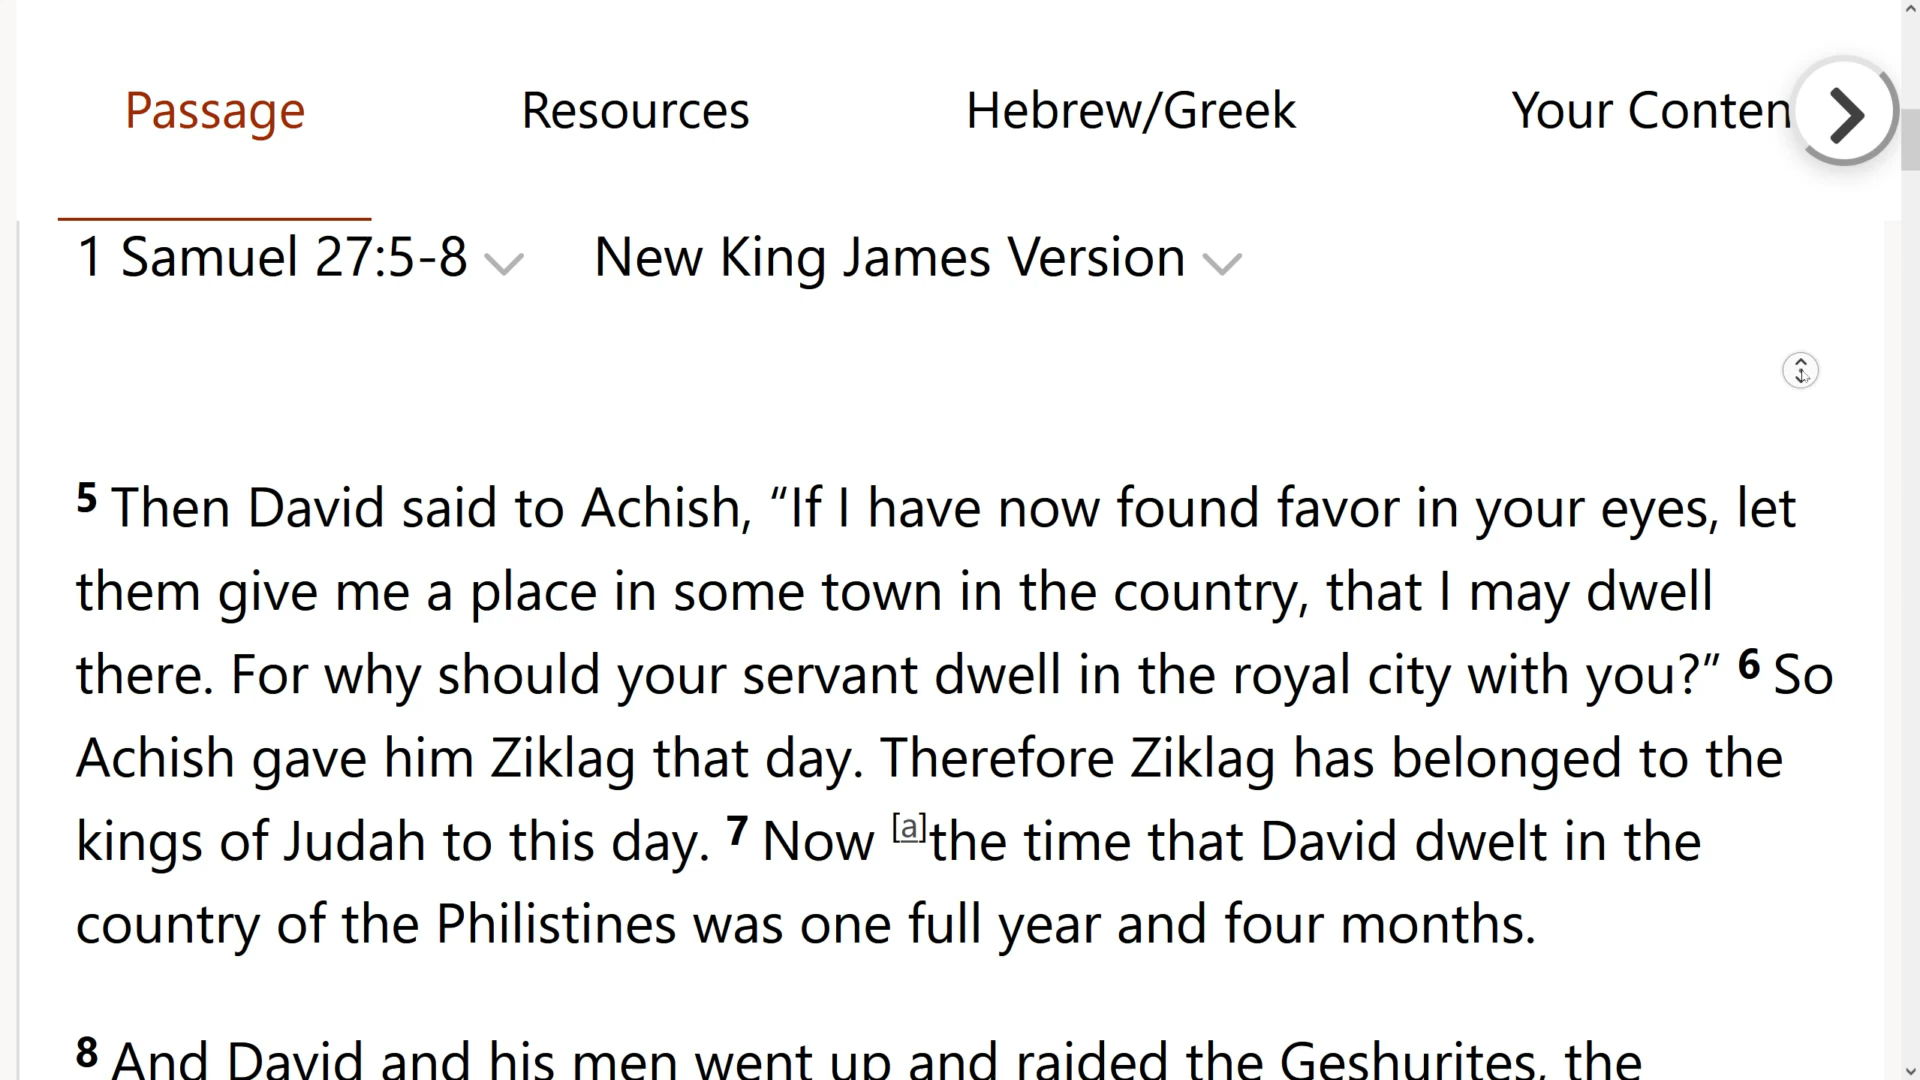 Passage Resources Hebrew/Greek Your Conten
1 Samuel 27:5-8 New King James Version
5 Then David said to Achish, “If I have now found favor in your eyes, let
them give me a place in some town in the country, that I may dwell
there. For why should your servant dwell in the royal city with you?” 6 So
Achish gave him Ziklag that day. Therefore Ziklag has belonged to the
kings of Judah to this day. 7 Now [a]the time that David dwelt in the
country of the Philistines was one full year and four months.
8 And David and his men went up and raided the Geshurites, the